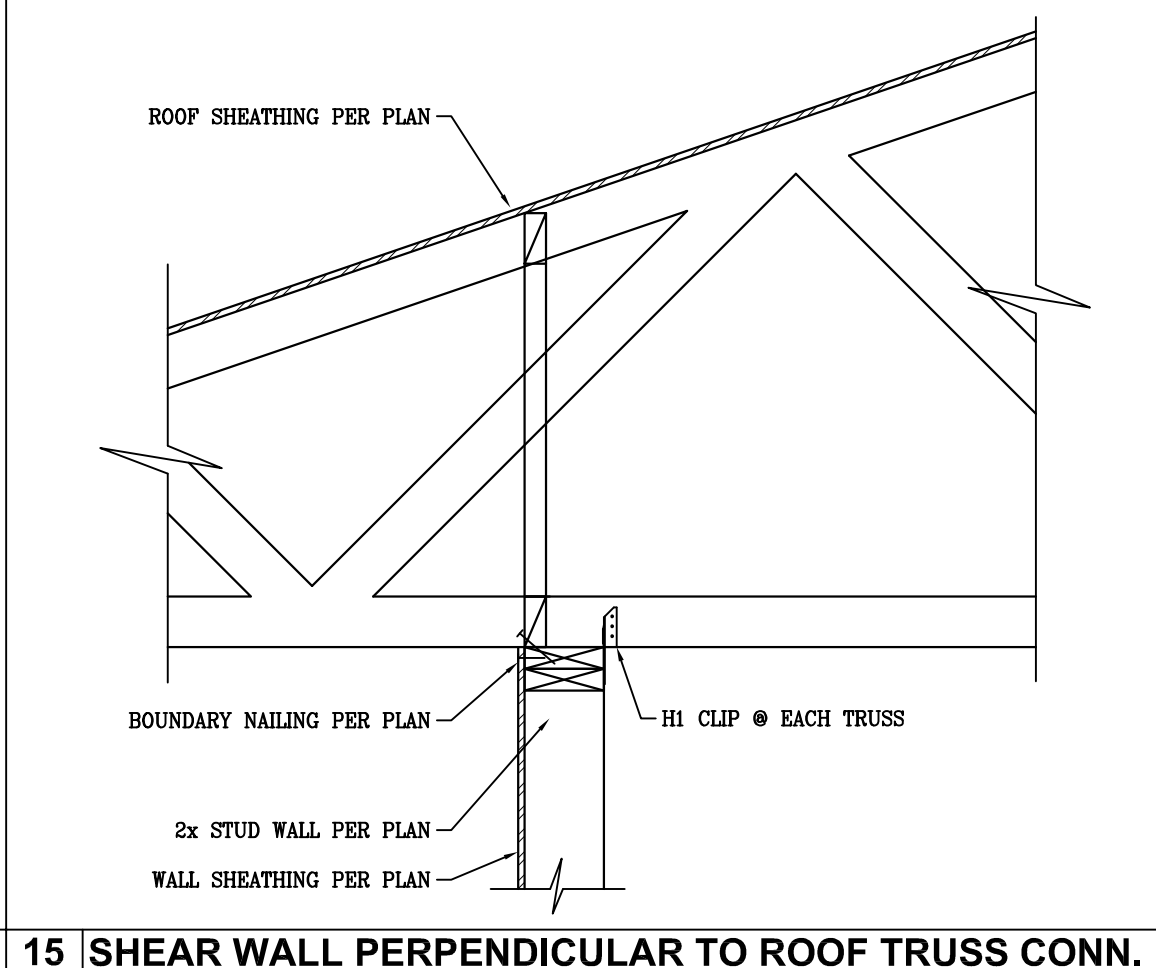 ROOF SHEATHING PER PLAN
BOUNDARY NAILING PER PLAN
H1 CLIP @ EACH TRUSS
2x STUD WALL PER PLAN
WALL SHEATHING PER PLAN
15 SHEAR WALL PERPENDICULAR TO ROOF TRUSS CONN.